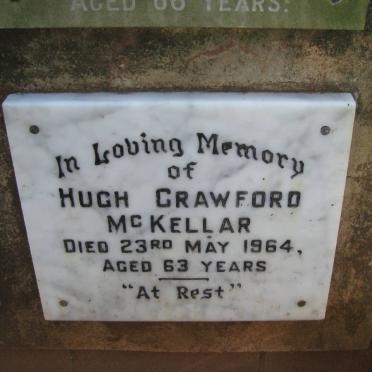 AGED 66 YEARS.
In Loving Memory
of
HUGH CRAWFORD
MCKELLAR
DIED 23RD MAY 1964,
AGED 63 YEARS
"At Rest"